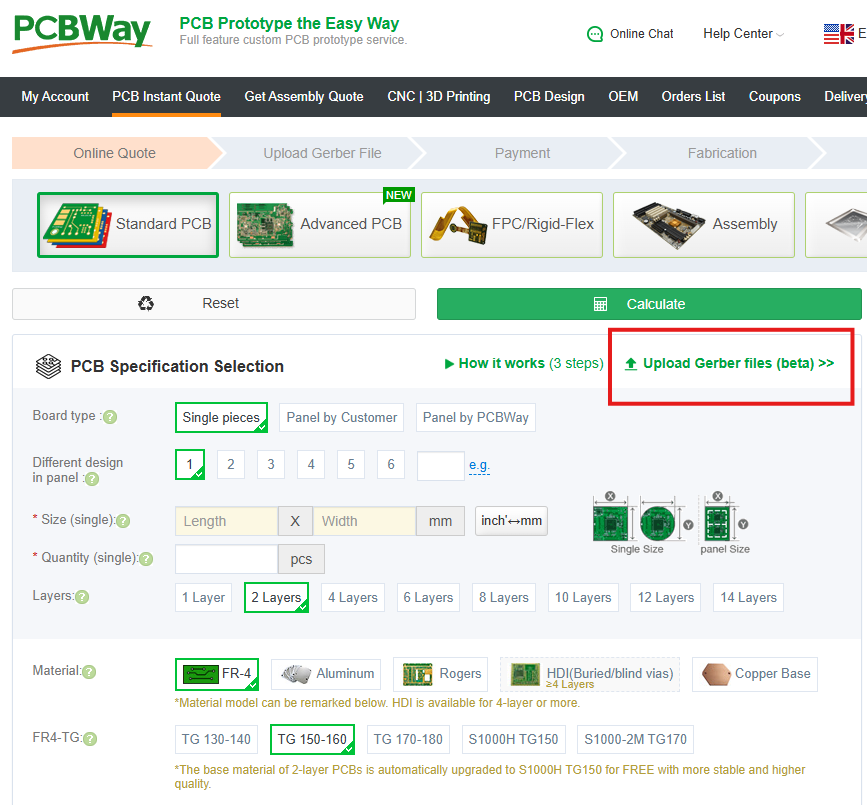 PCBWay
PCB Prototype the Easy Way
Full feature custom PCB prototype service.
Online Chat
Help Center
E
My Account PCB Instant Quote Get Assembly Quote CNC | 3D Printing PCB Design OEM Orders List Coupons Delivery
Online Quote Upload Gerber File Payment Fabrication
Standard PCB
NEW
Advanced PCB
FPC/Rigid-Flex
Assembly
Reset
Calculate
PCB Specification Selection
How it works (3 steps)
Upload Gerber files (beta) >>
Board type : ?
Single pieces Panel by Customer Panel by PCBWay
Different design
in panel : ?
1 2 3 4 5 6 e.g.
* Size (single): ?
Length X Width mm inch'↔mm
X Y X Y
Single Size panel Size
* Quantity (single): ?
pcs
Layers: ?
1 Layer 2 Layers 4 Layers 6 Layers 8 Layers 10 Layers 12 Layers 14 Layers
Material: ?
FR-4 Aluminum Rogers HDI(Buried/blind vias) Copper Base
≥4 Layers
*Material model can be remarked below. HDI is available for 4-layer or more.
FR4-TG: ?
TG 130-140 TG 150-160 TG 170-180 S1000H TG150 S1000-2M TG170
*The base material of 2-layer PCBs is automatically upgraded to S1000H TG150 for FREE with more stable and higher
quality.